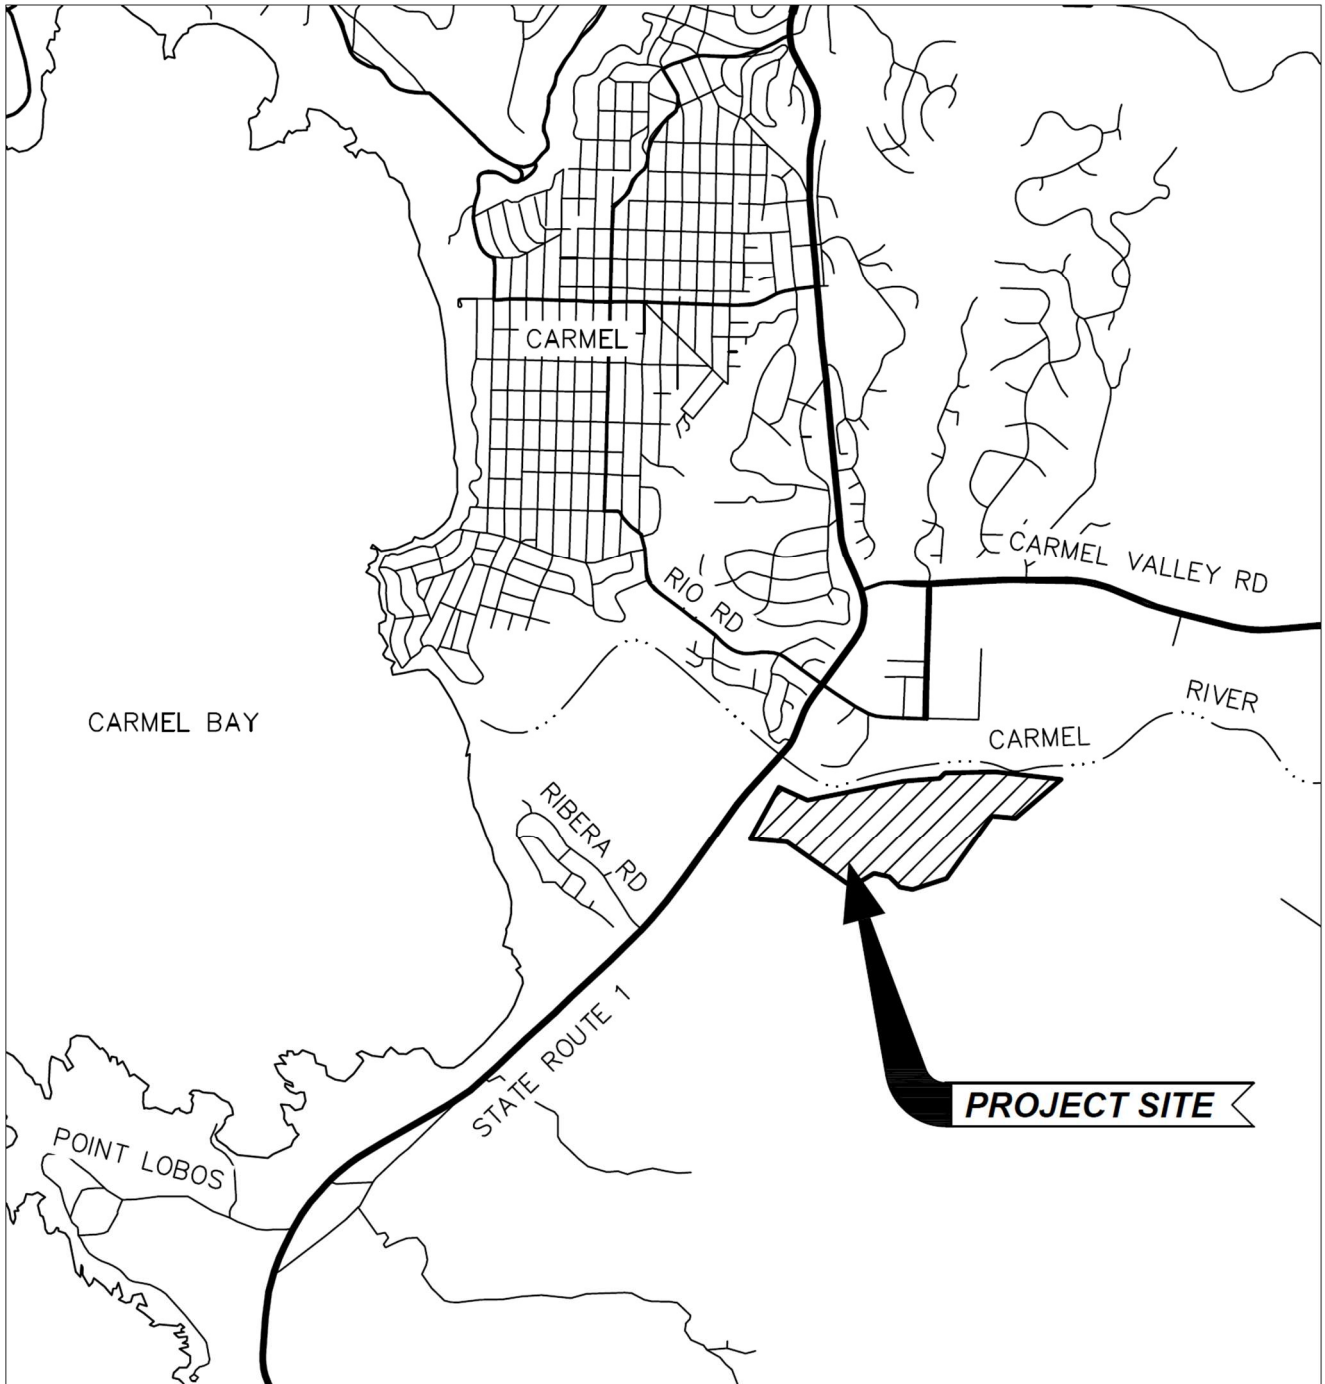 CARMEL
CARMEL VALLEY RD
RIO RD
RIVER
CARMEL BAY
CARMEL
RIBERA RD
STATE ROUTE 1
PROJECT SITE
POINT LOBOS